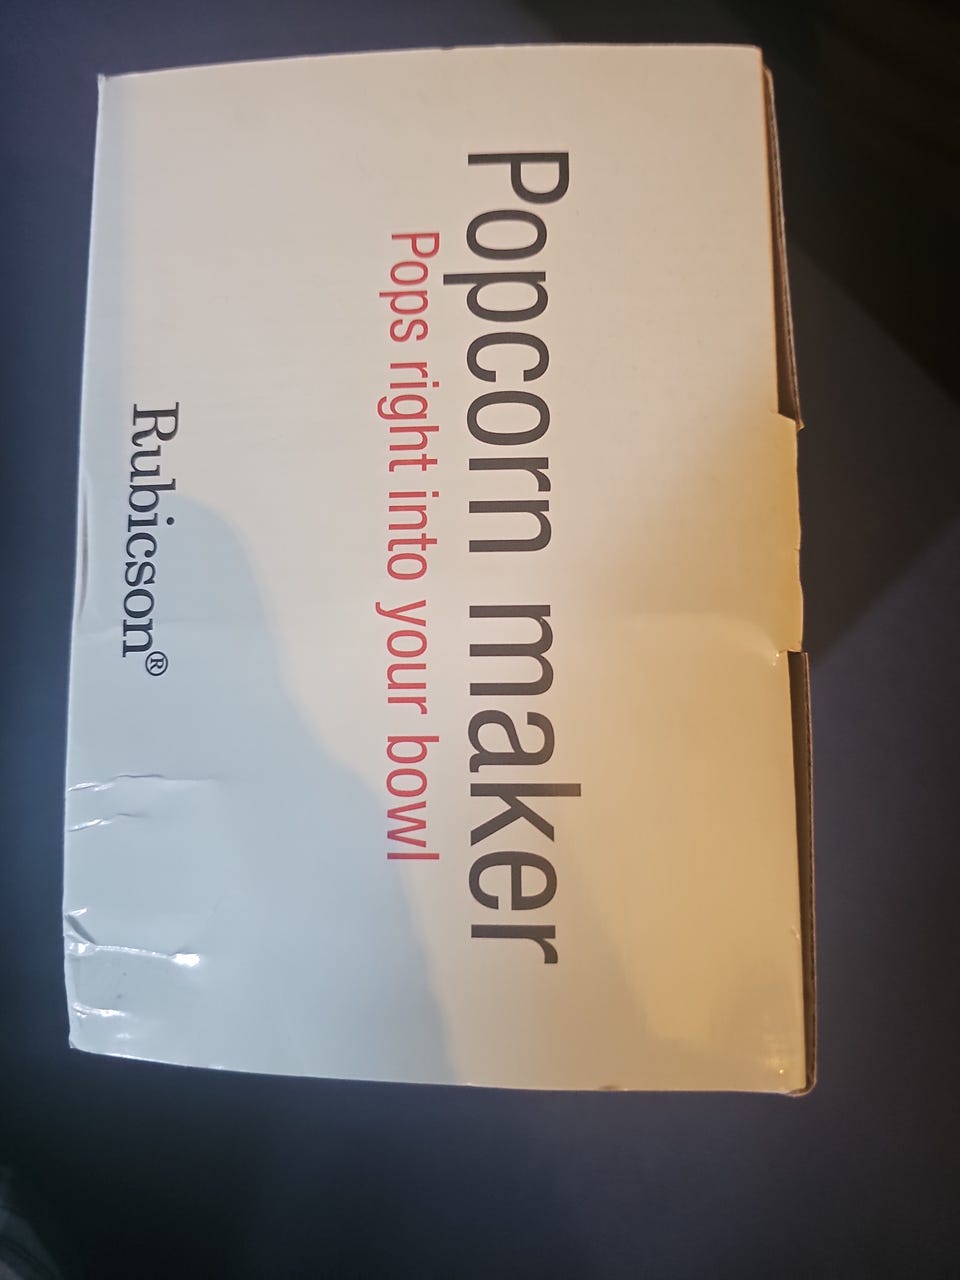 Popcorn maker
Pops right into your bowl
Rubicson®